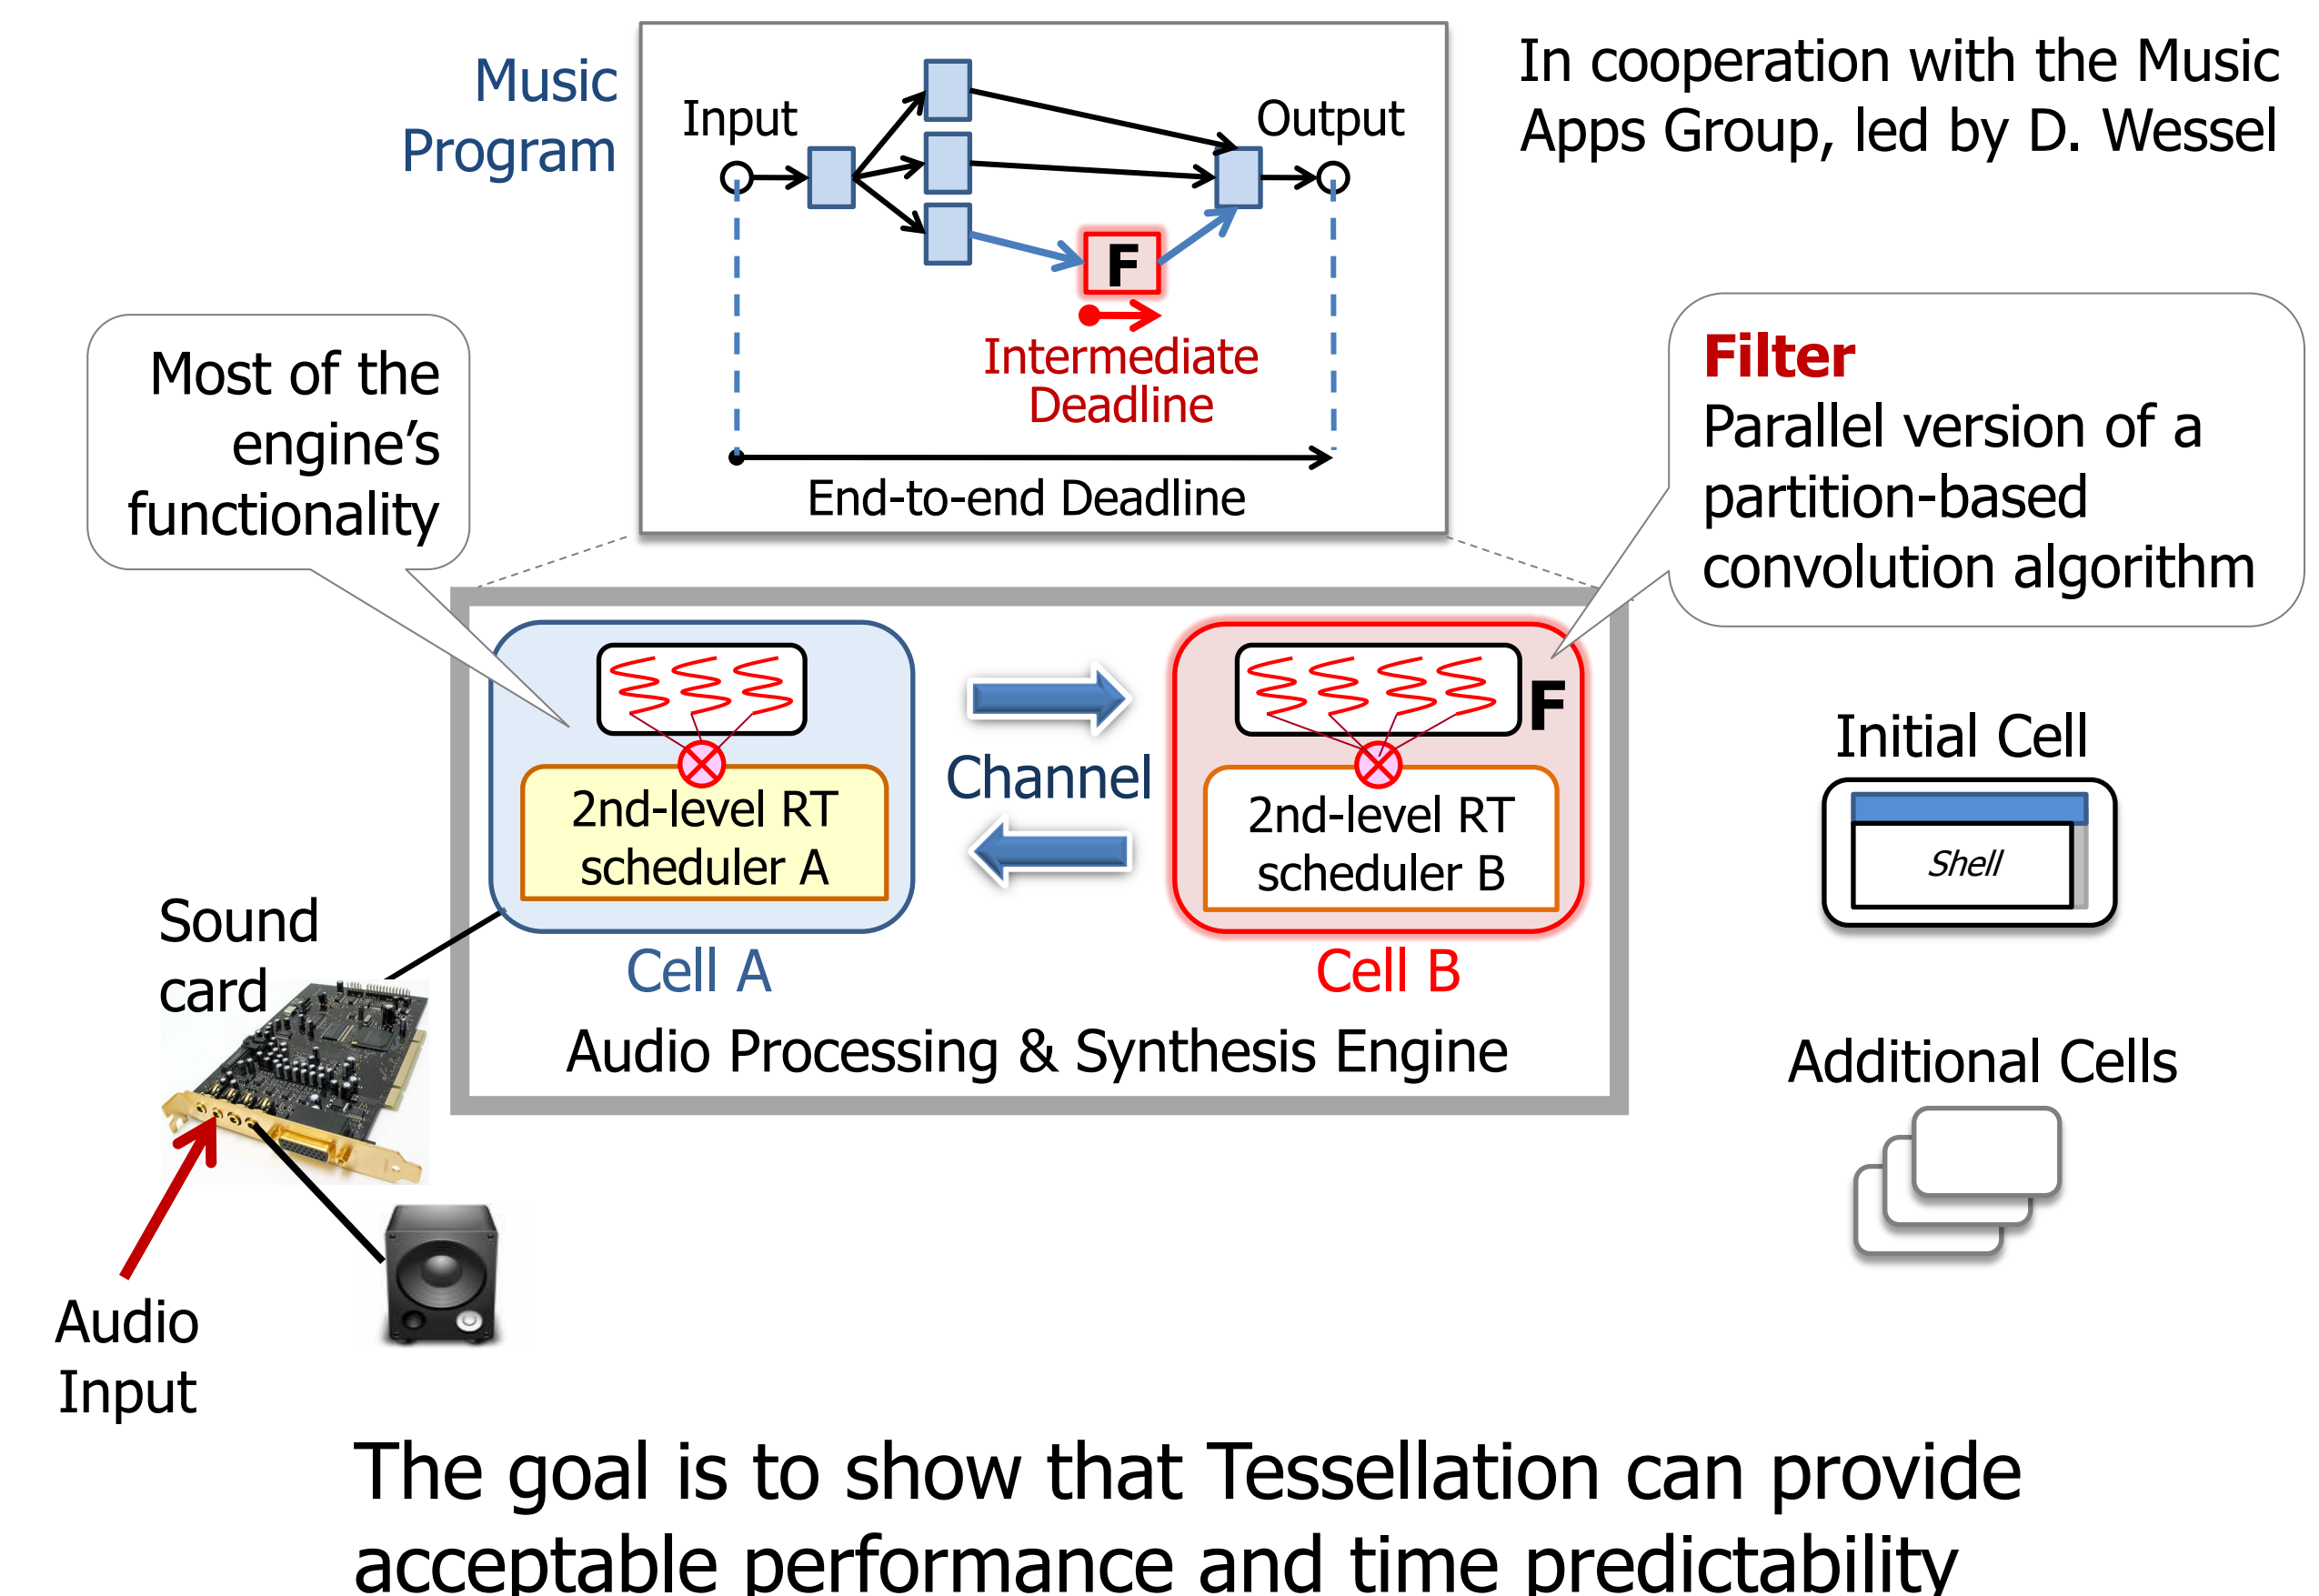 Music
Program
Input
Output
In cooperation with the Music
Apps Group, led by D. Wessel
F
Intermediate
Deadline
End-to-end Deadline
Most of the
engine’s
functionality
Filter
Parallel version of a
partition-based
convolution algorithm
F
Channel
2nd-level RT
scheduler A
2nd-level RT
scheduler B
Cell A
Cell B
Audio Processing & Synthesis Engine
Initial Cell
Shell
Additional Cells
Sound
card
Audio
Input
The goal is to show that Tessellation can provide
acceptable performance and time predictability